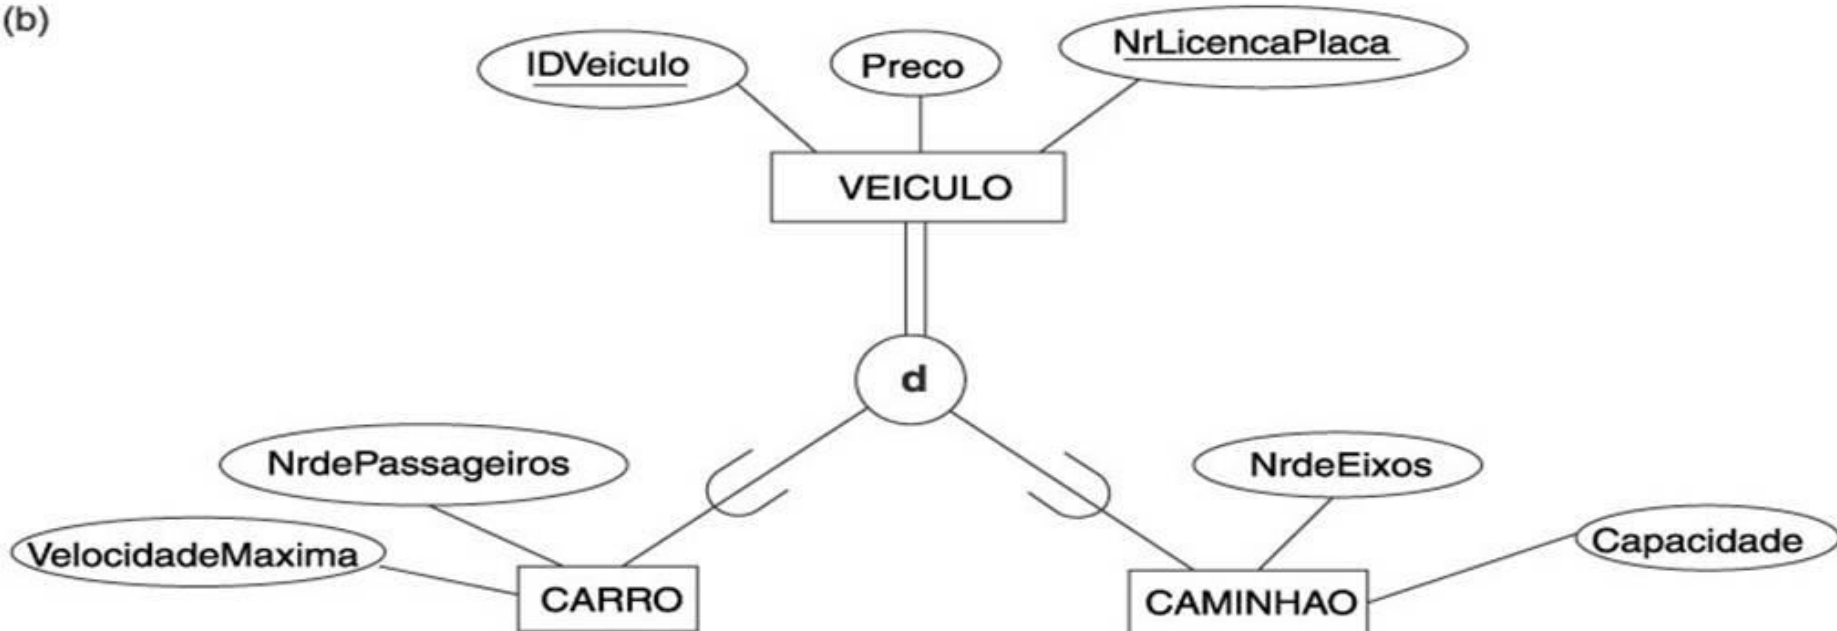 (b)
IDVeiculo
Preco
NrLicencaPlaca
VEICULO
d
NrdePassageiros
NrdeEixos
VelocidadeMaxima
Capacidade
CARRO
CAMINHAO